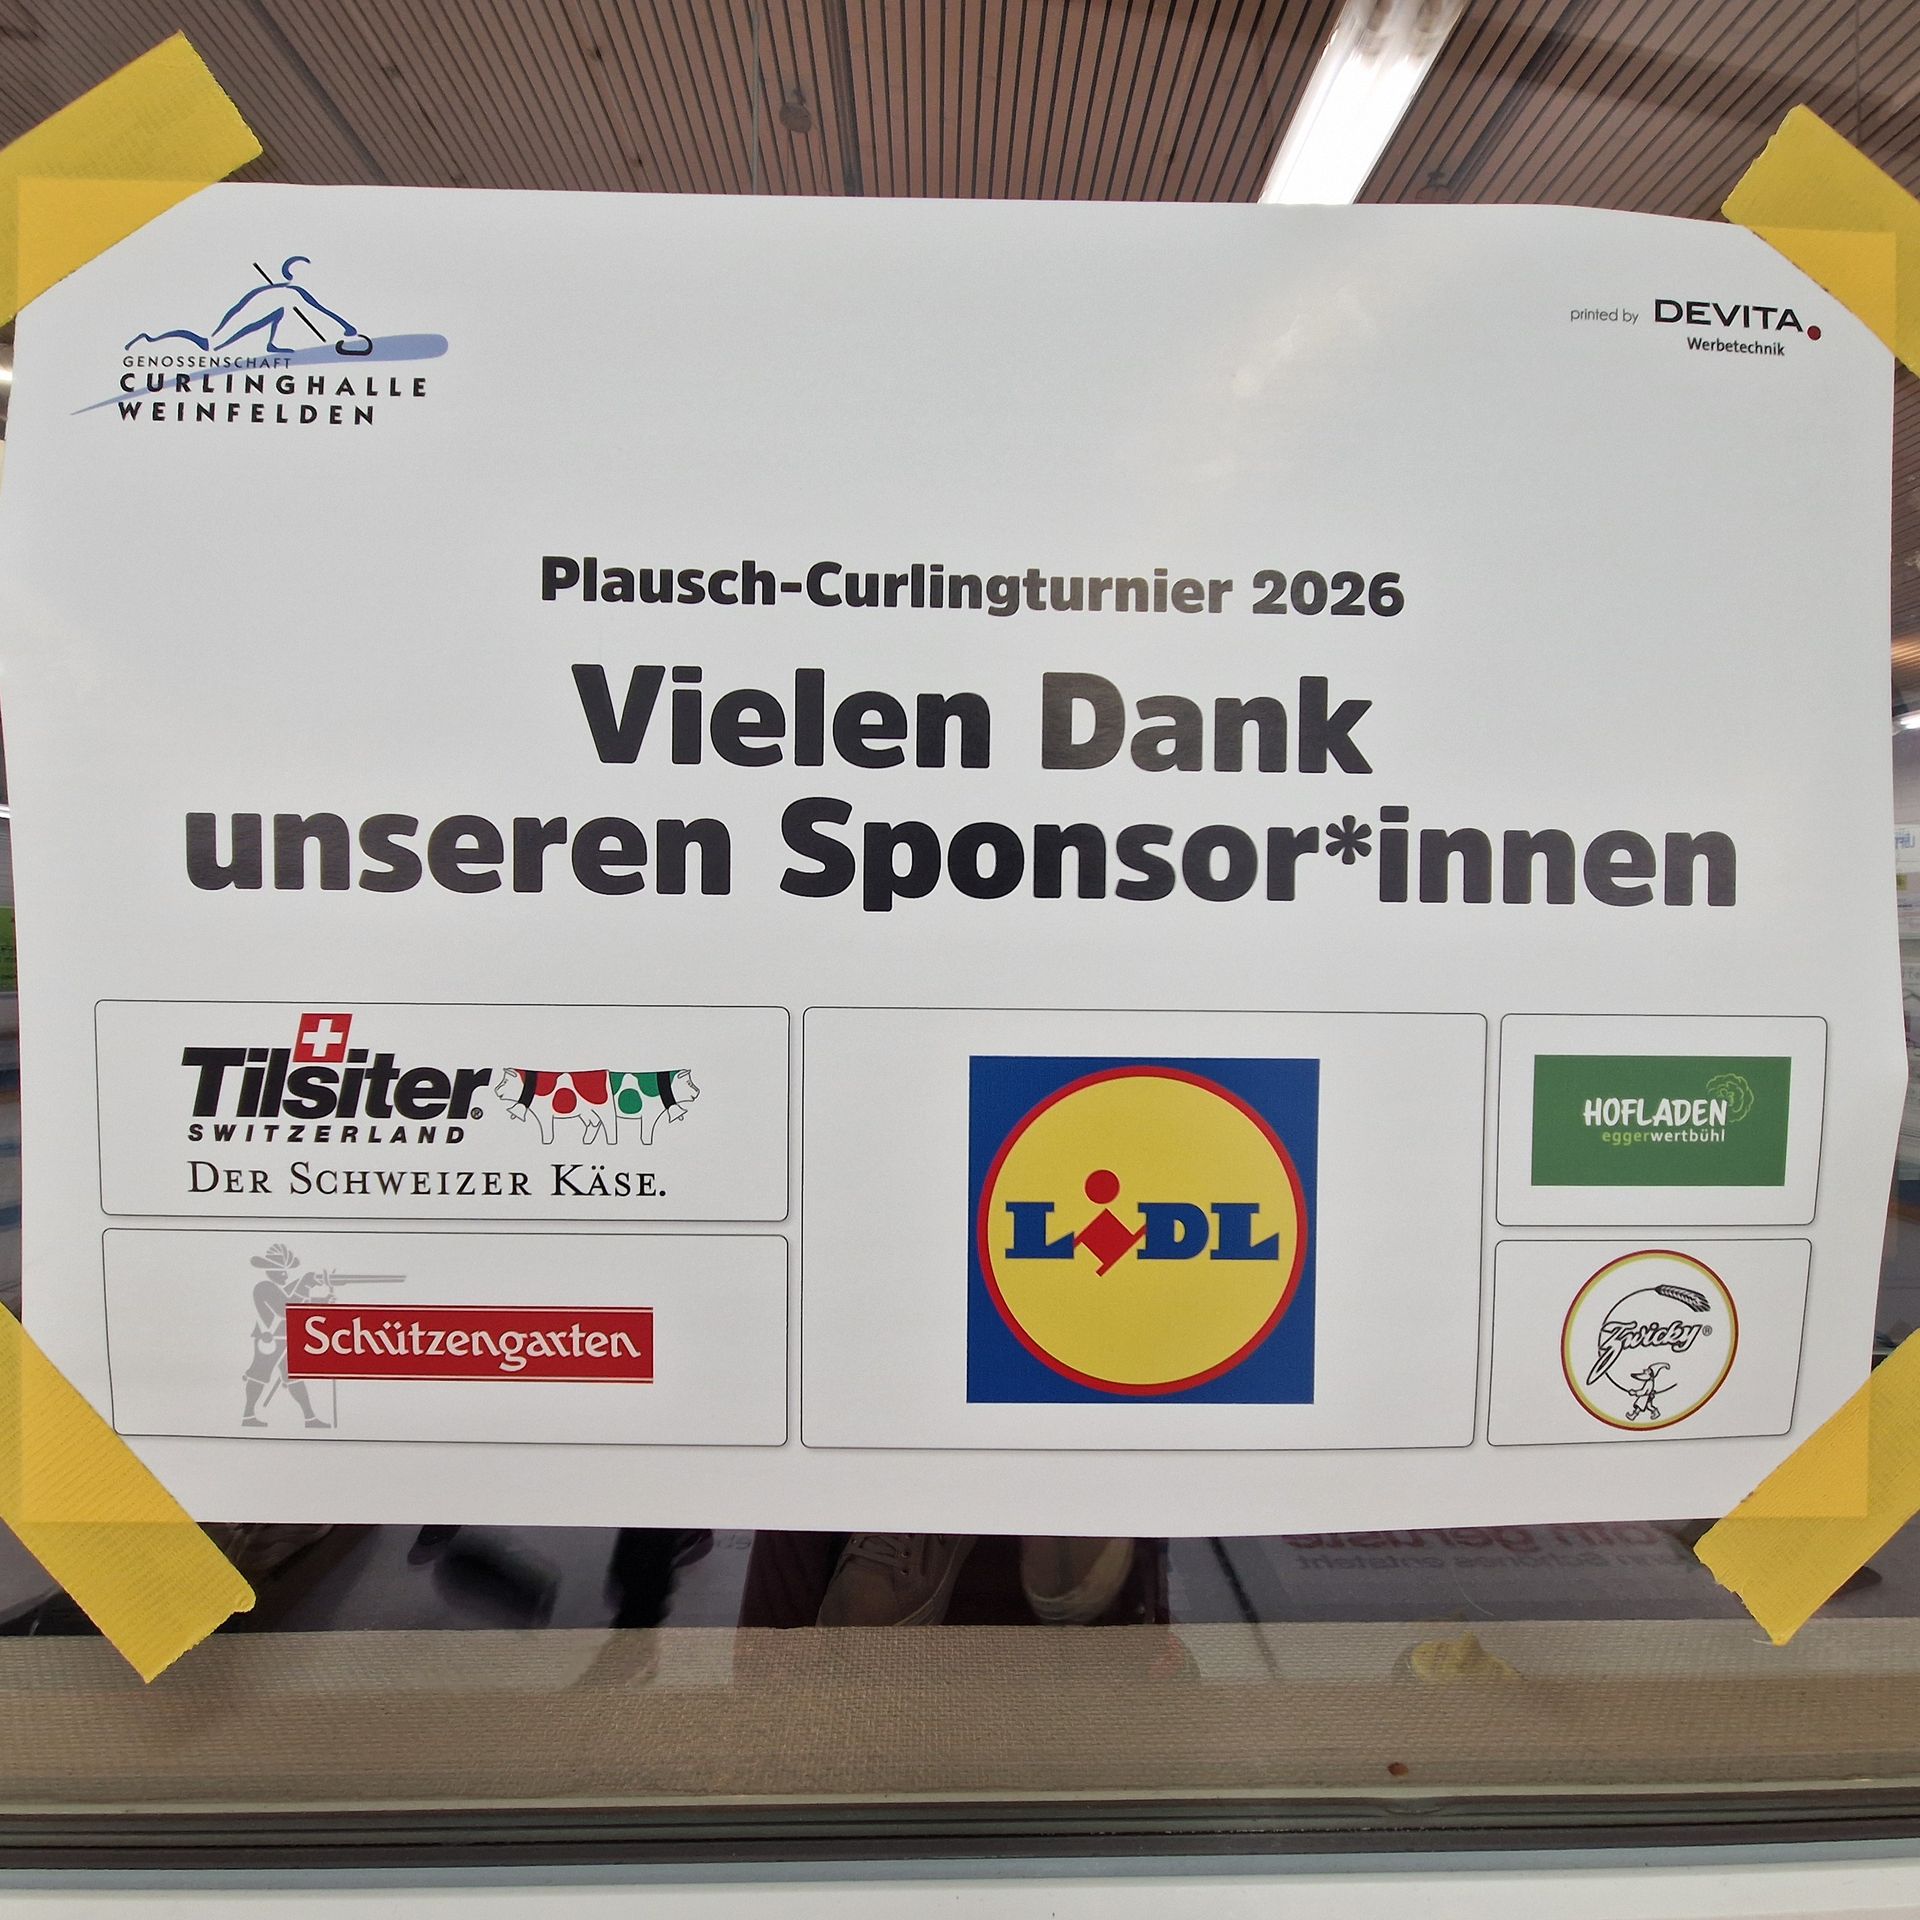 GENOSSENSCHAFT
CURLINGHALLE
WEINFELDEN
printed by DEVITA.
Werbetechnik
Plausch-Curlingturnier 2026
Vielen Dank
unseren Sponsor*innen
Tilsiter®
SWITZERLAND
DER SCHWEIZER KÄSE.
Schützengarten
LiDL
HOFLADEN
eggerwertbühl
Zwicky®